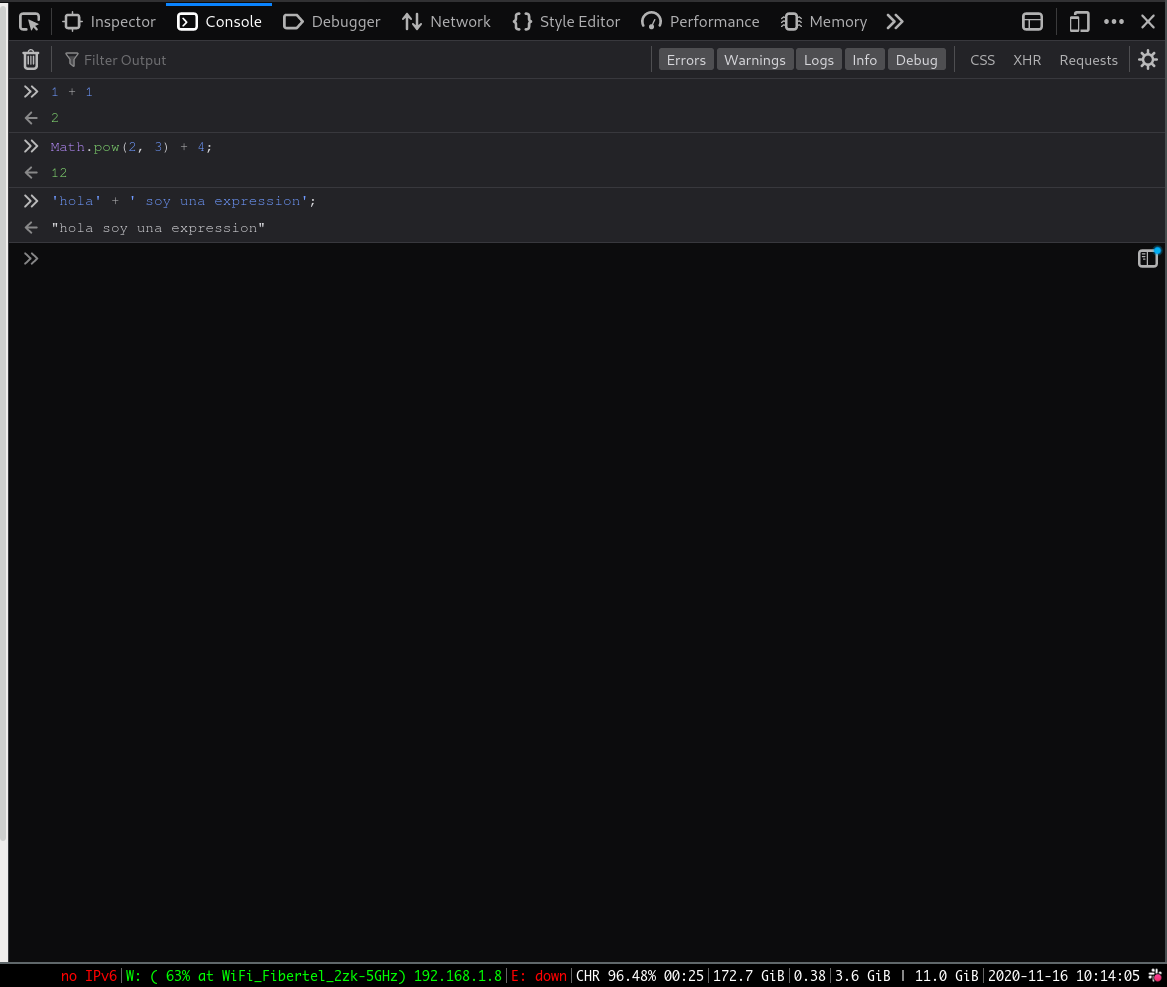 Inspector Console Debugger Network Style Editor Performance Memory
Filter Output Errors Warnings Logs Info Debug CSS XHR Requests
1 + 1
2
Math.pow(2, 3) + 4;
12
'hola' + ' soy una expression';
"hola soy una expression"
no IPv6|W: ( 63% at WiFi_Fibertel_2zk-5GHz) 192.168.1.8|E: down|CHR 96.48% 00:25|172.7 GiB|0.38|3.6 GiB | 11.0 GiB|2020-11-16 10:14:05